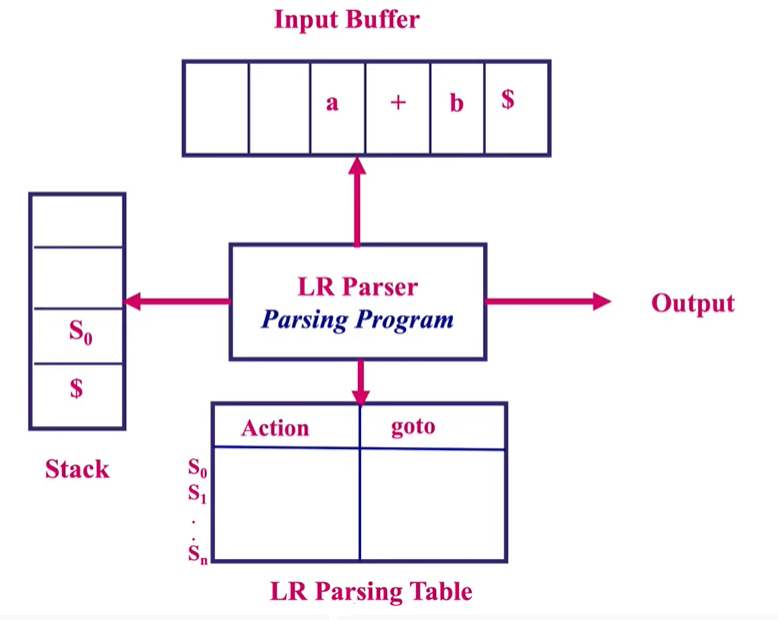 Input Buffer
a + b $
LR Parser
Parsing Program
Output
S₀
$
Stack
Action goto
S₀
S₁
.
.
Sₙ
LR Parsing Table